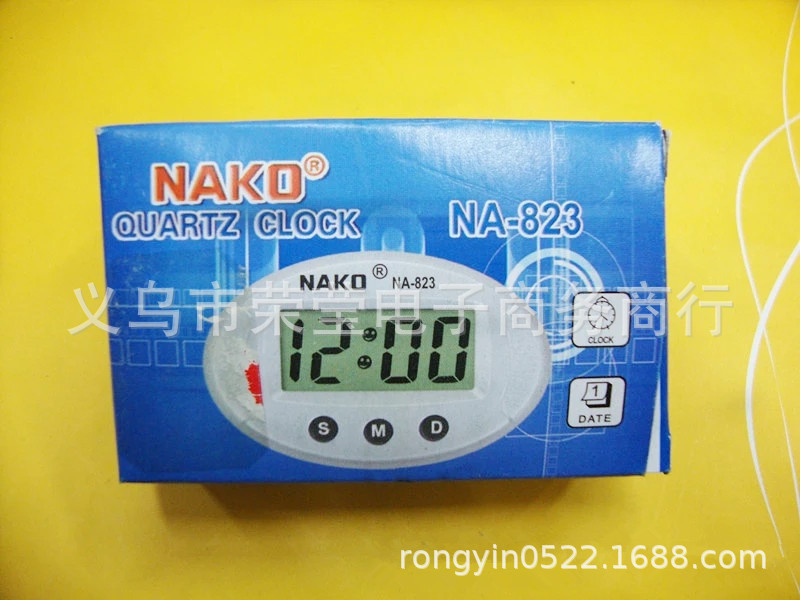 NAKO®
QUARTZ CLOCK
NA-823
NAKO® NA-823
义乌市荣莹电子商务商行
12:00
CLOCK
S M D
1
DATE
rongyin0522.1688.com